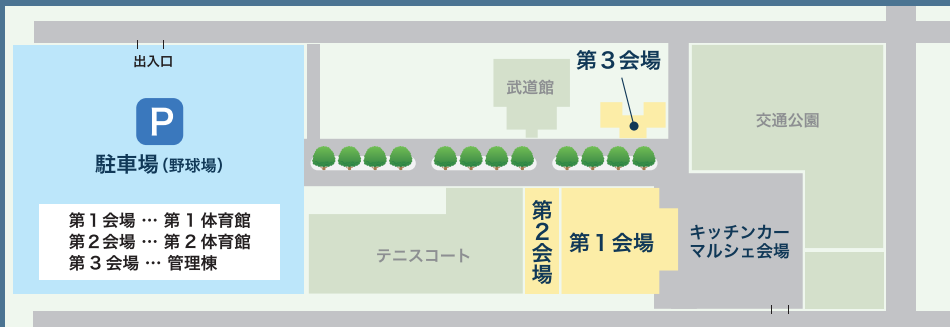 出入口
P
駐車場（野球場）
第1会場 … 第1体育館
第2会場 … 第2体育館
第3会場 … 管理棟
武道館
第3会場
交通公園
テニスコート
第2会場
第1会場
キッチンカー
マルシェ会場